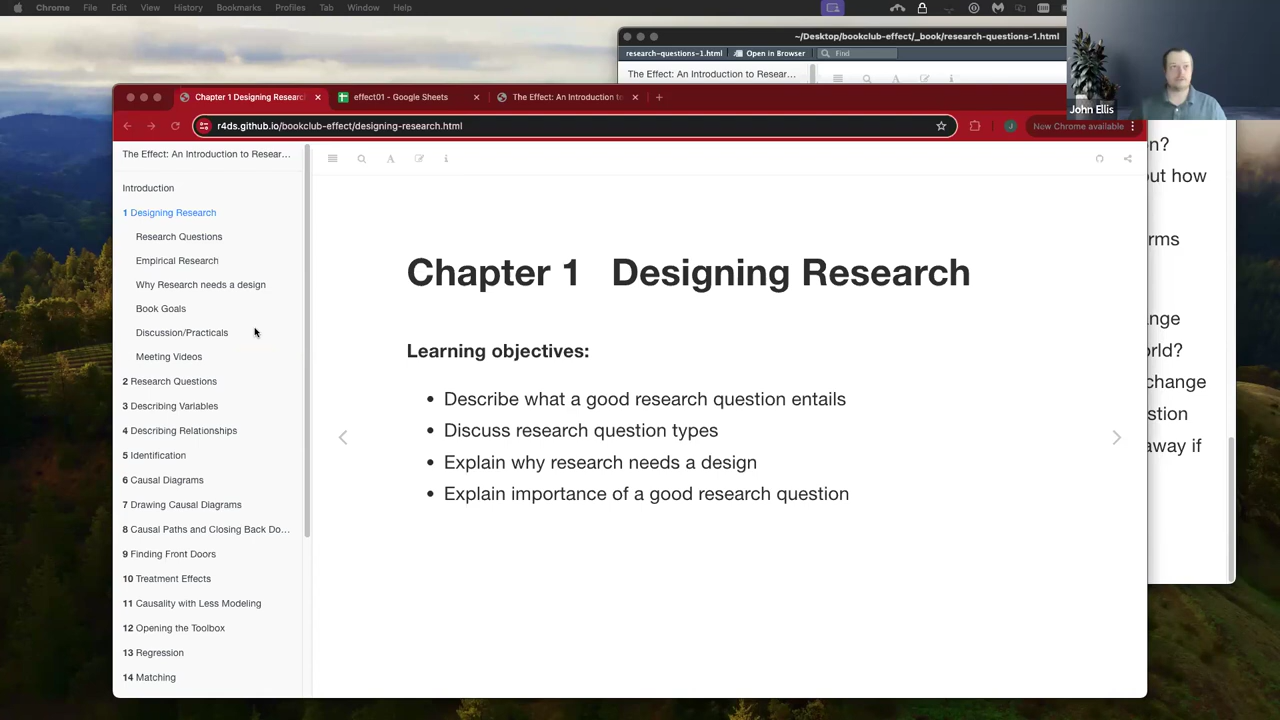 Chrome File Edit View History Bookmarks Profiles Tab Window Help
~/Desktop/bookclub-effect/_book/research-questions-1.html
research-questions-1.html Open in Browser Find
The Effect: An Introduction to Resear…
John Ellis
Chapter 1 Designing Researc
effect01 - Google Sheets
The Effect: An Introduction to
r4ds.github.io/bookclub-effect/designing-research.html
J
New Chrome available
The Effect: An Introduction to Resear…
Introduction
1 Designing Research
Research Questions
Empirical Research
Why Research needs a design
Book Goals
Discussion/Practicals
Meeting Videos
2 Research Questions
3 Describing Variables
4 Describing Relationships
5 Identification
6 Causal Diagrams
7 Drawing Causal Diagrams
8 Causal Paths and Closing Back Do…
9 Finding Front Doors
10 Treatment Effects
11 Causality with Less Modeling
12 Opening the Toolbox
13 Regression
14 Matching
Chapter 1 Designing Research
Learning objectives:
• Describe what a good research question entails
• Discuss research question types
• Explain why research needs a design
• Explain importance of a good research question
n?
out how
rms
nge
orld?
change
stion
away if